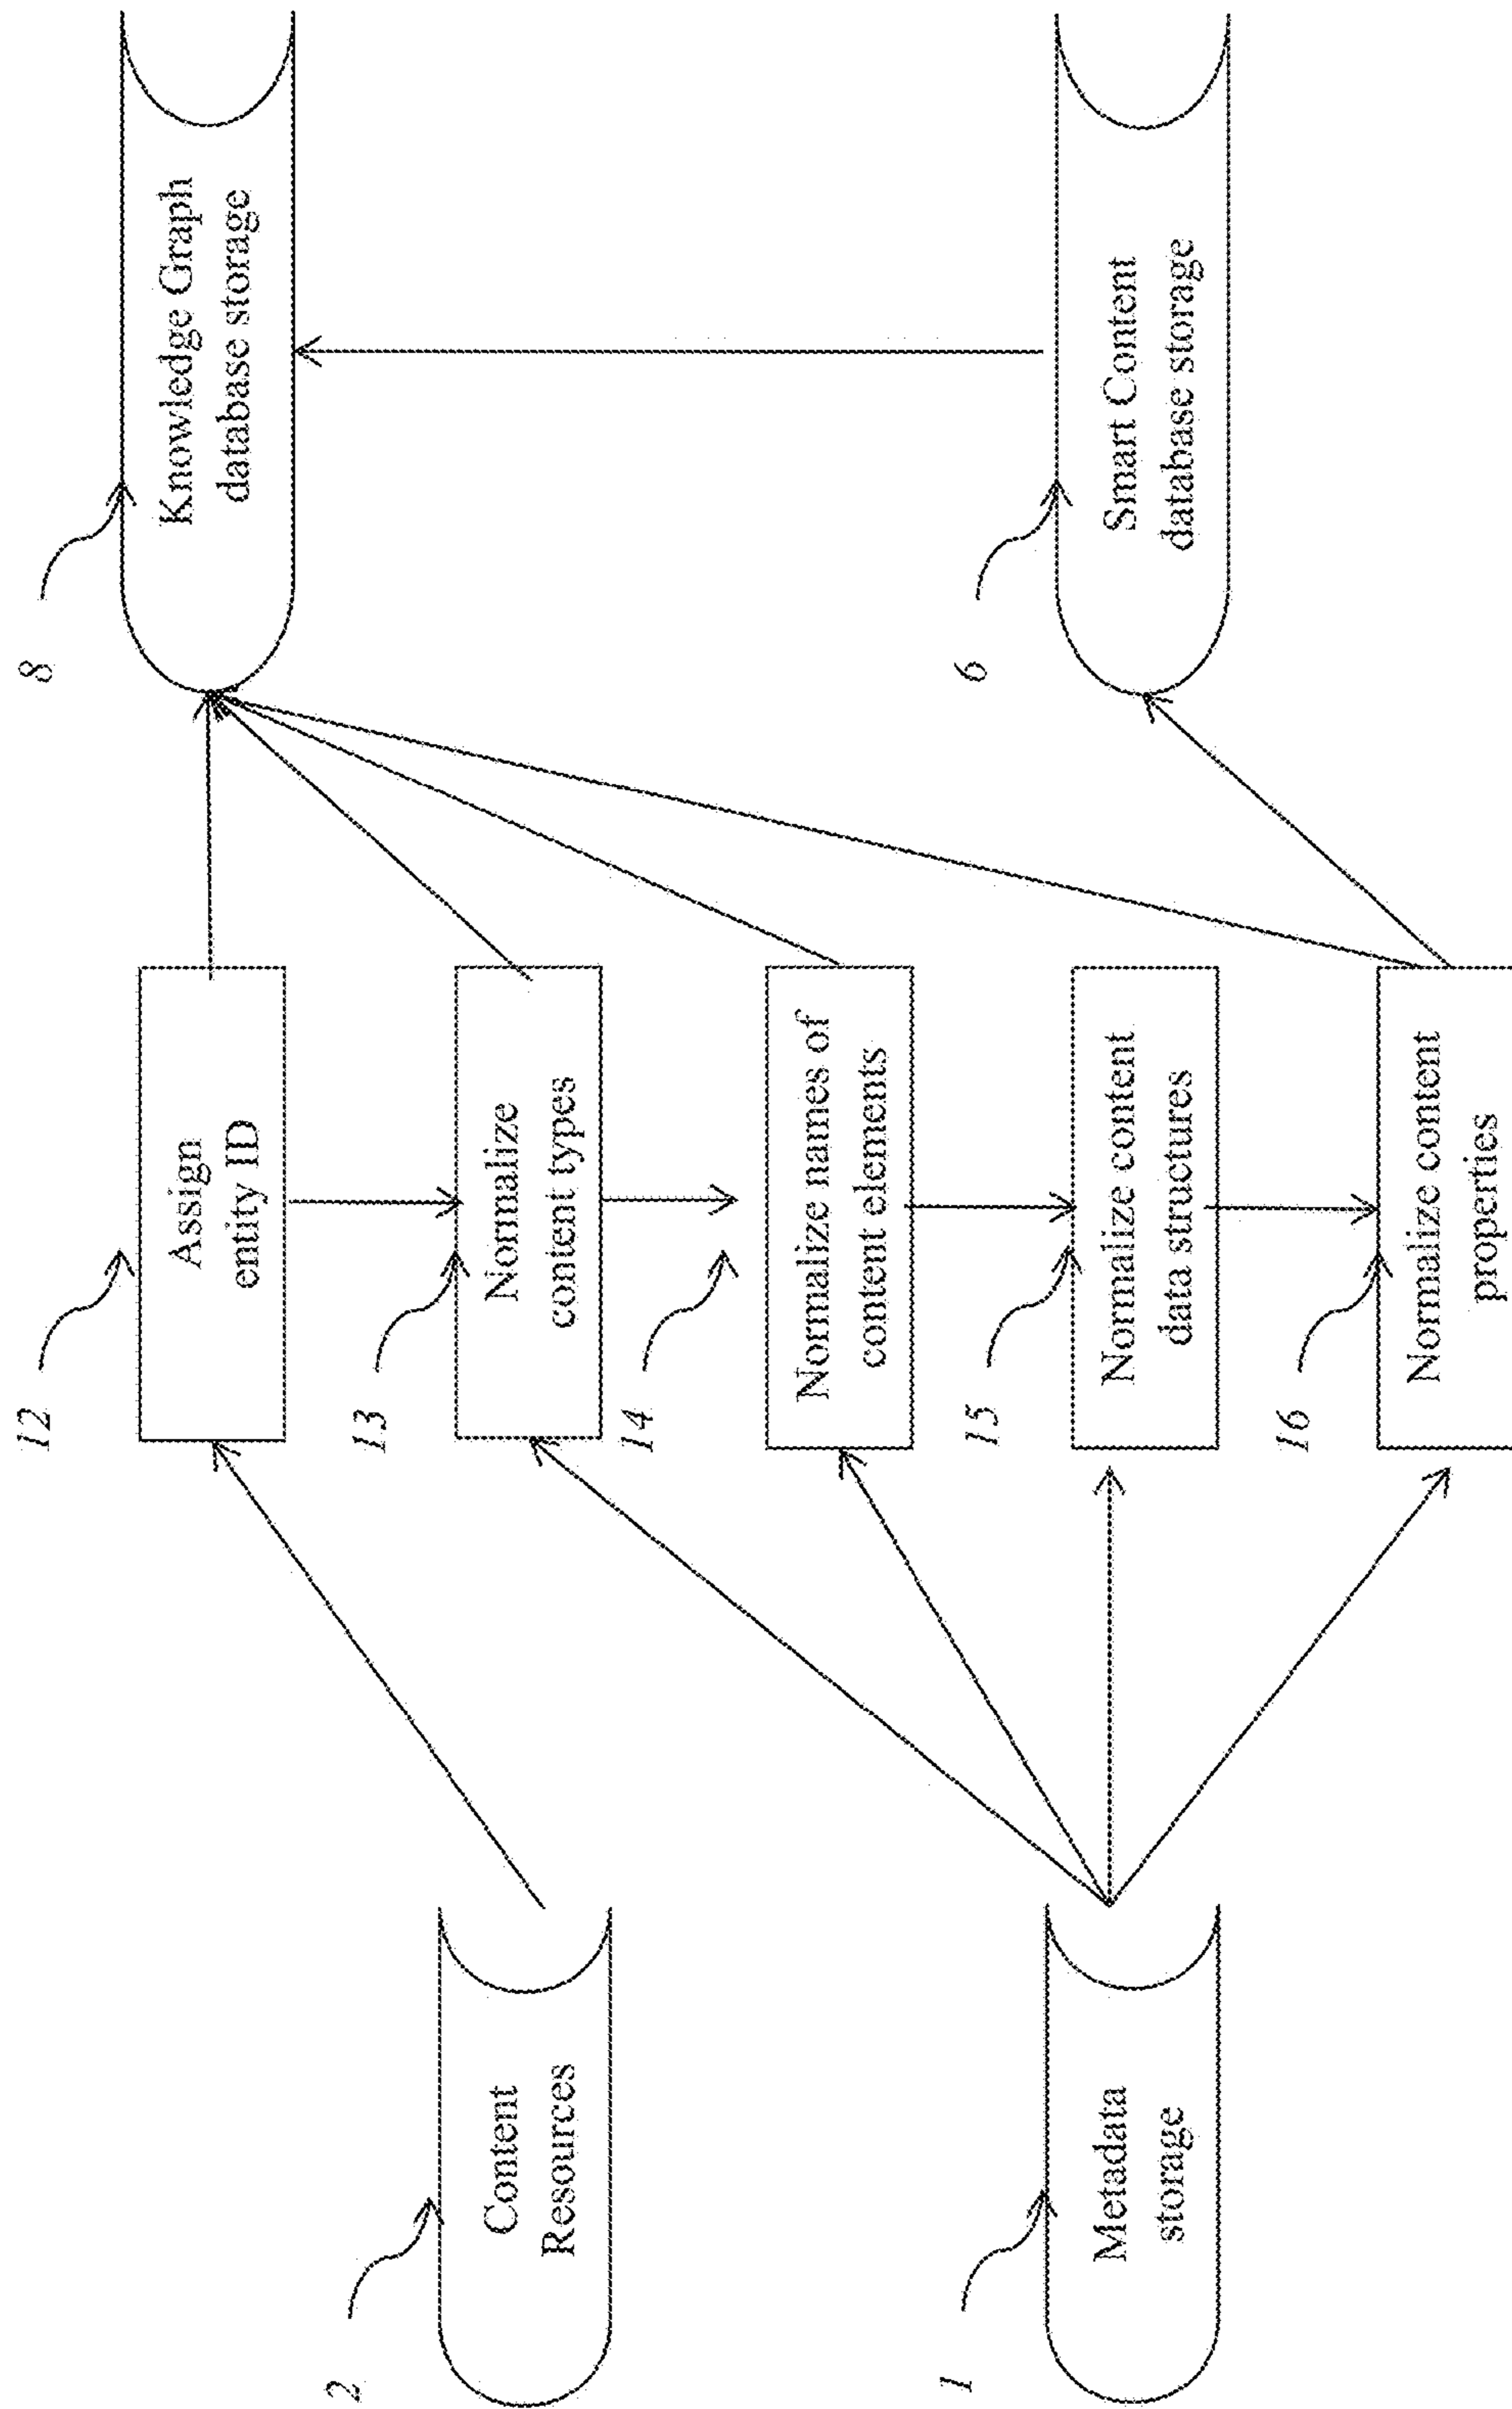 2
Content
Resources
1
Metadata
storage
12
Assign
entity ID
13
Normalize
content types
14
Normalize names of
content elements
15
Normalize content
data structures
16
Normalize content
properties
8
Knowledge Graph
database storage
6
Smart Content
database storage